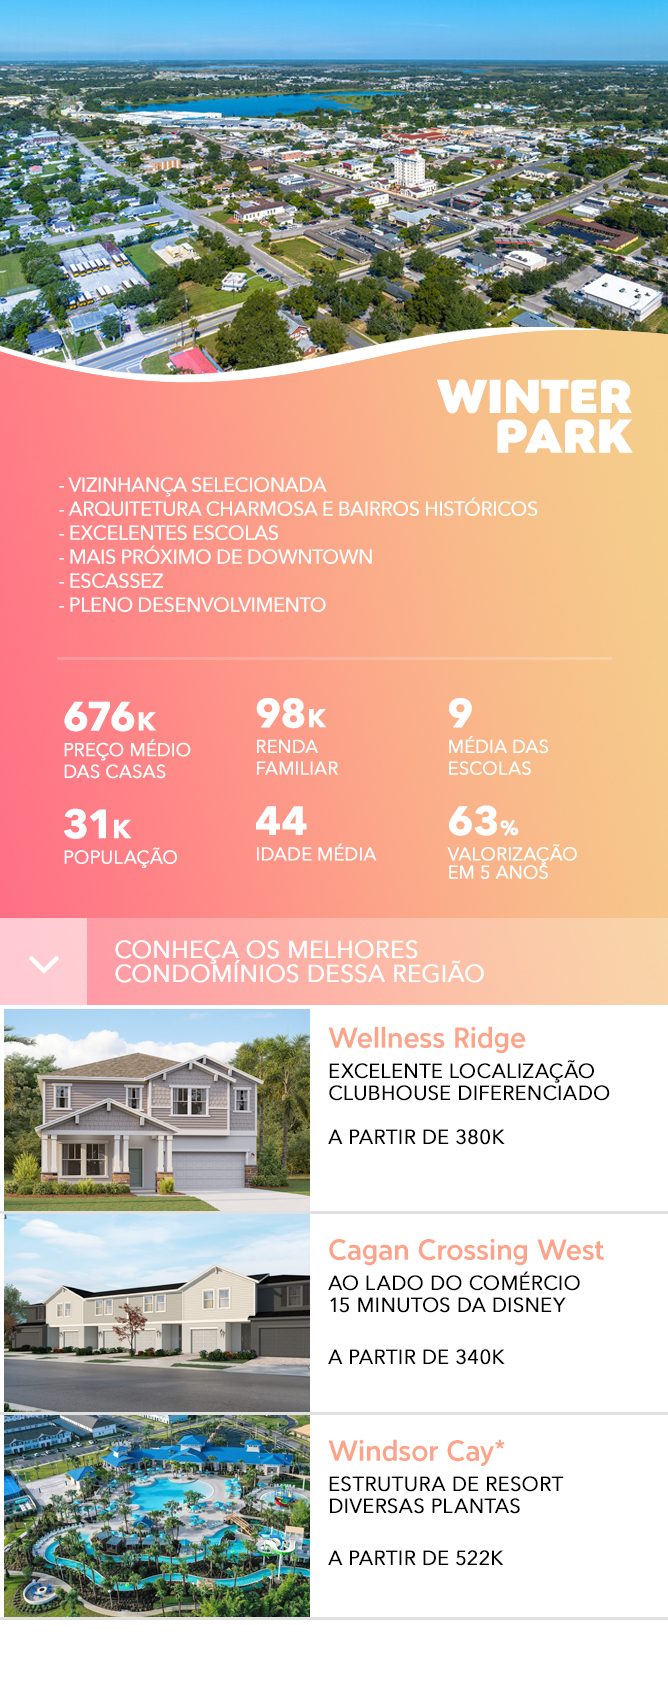 WINTER
PARK
- VIZINHANÇA SELECIONADA
- ARQUITETURA CHARMOSA E BAIRROS HISTÓRICOS
- EXCELENTES ESCOLAS
- MAIS PRÓXIMO DE DOWNTOWN
- ESCASSEZ
- PLENO DESENVOLVIMENTO
676K
PREÇO MÉDIO
DAS CASAS
98K
RENDA
FAMILIAR
9
MÉDIA DAS
ESCOLAS
31K
POPULAÇÃO
44
IDADE MÉDIA
63%
VALORIZAÇÃO
EM 5 ANOS
CONHEÇA OS MELHORES
CONDOMÍNIOS DESSA REGIÃO
Wellness Ridge
EXCELENTE LOCALIZAÇÃO
CLUBHOUSE DIFERENCIADO
A PARTIR DE 380K
Cagan Crossing West
AO LADO DO COMÉRCIO
15 MINUTOS DA DISNEY
A PARTIR DE 340K
Windsor Cay*
ESTRUTURA DE RESORT
DIVERSAS PLANTAS
A PARTIR DE 522K